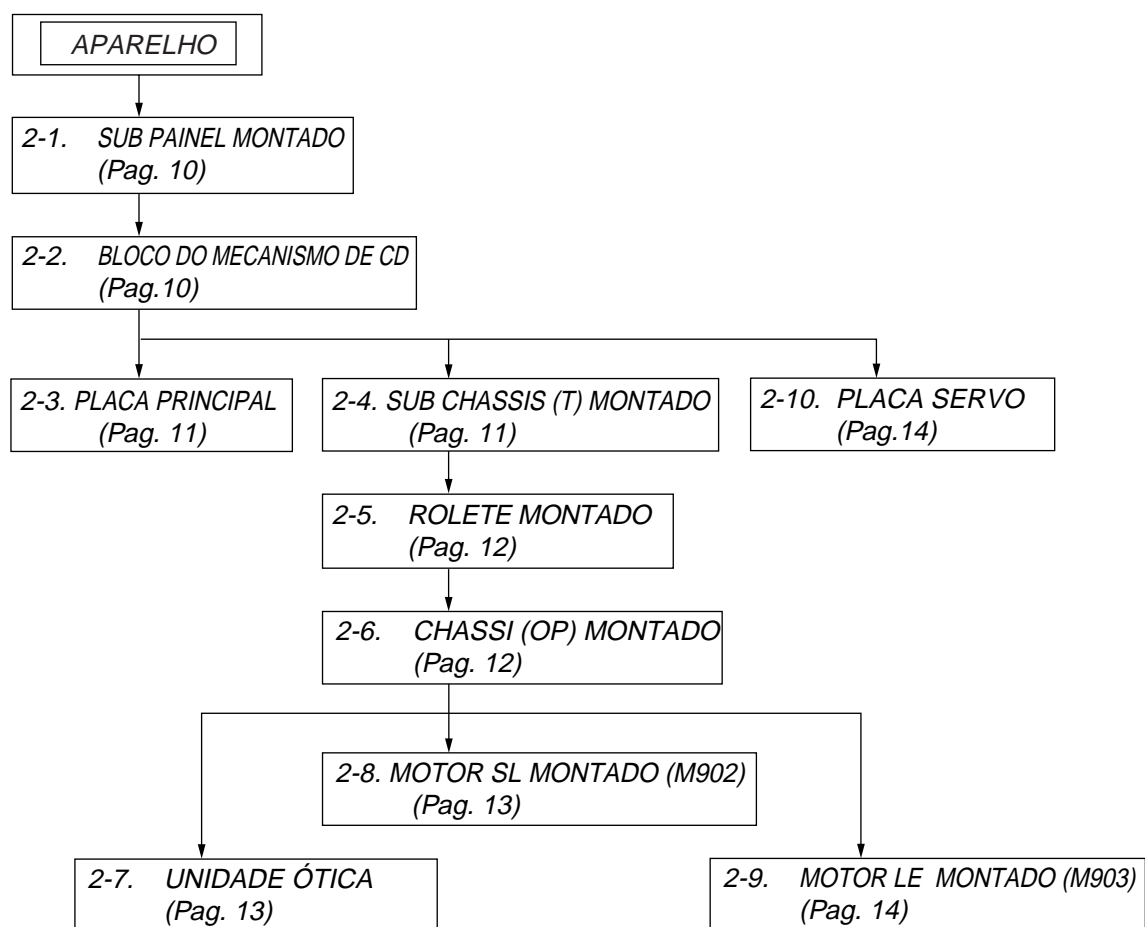 APARELHO
2-1. SUB PAINEL MONTADO
(Pag. 10)
2-2. BLOCO DO MECANISMO DE CD
(Pag.10)
2-3. PLACA PRINCIPAL
(Pag. 11)
2-4. SUB CHASSIS (T) MONTADO
(Pag. 11)
2-10. PLACA SERVO
(Pag.14)
2-5. ROLETE MONTADO
(Pag. 12)
2-6. CHASSI (OP) MONTADO
(Pag. 12)
2-8. MOTOR SL MONTADO (M902)
(Pag. 13)
2-7. UNIDADE ÓTICA
(Pag. 13)
2-9. MOTOR LE MONTADO (M903)
(Pag. 14)